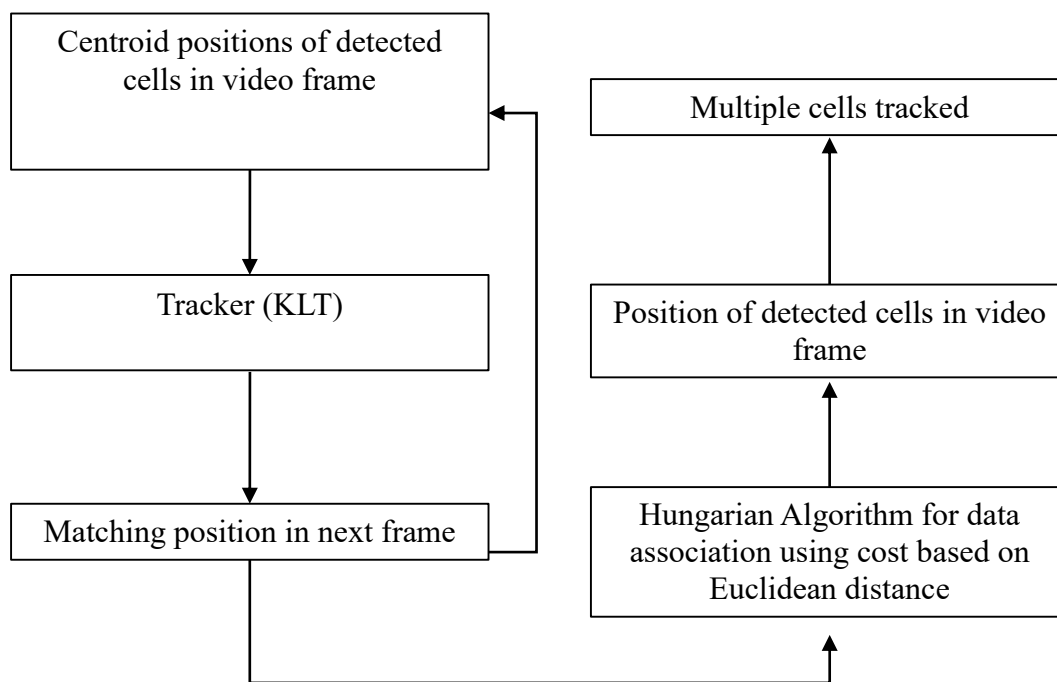 Centroid positions of detected
cells in video frame
Tracker (KLT)
Matching position in next frame
Multiple cells tracked
Position of detected cells in video
frame
Hungarian Algorithm for data
association using cost based on
Euclidean distance